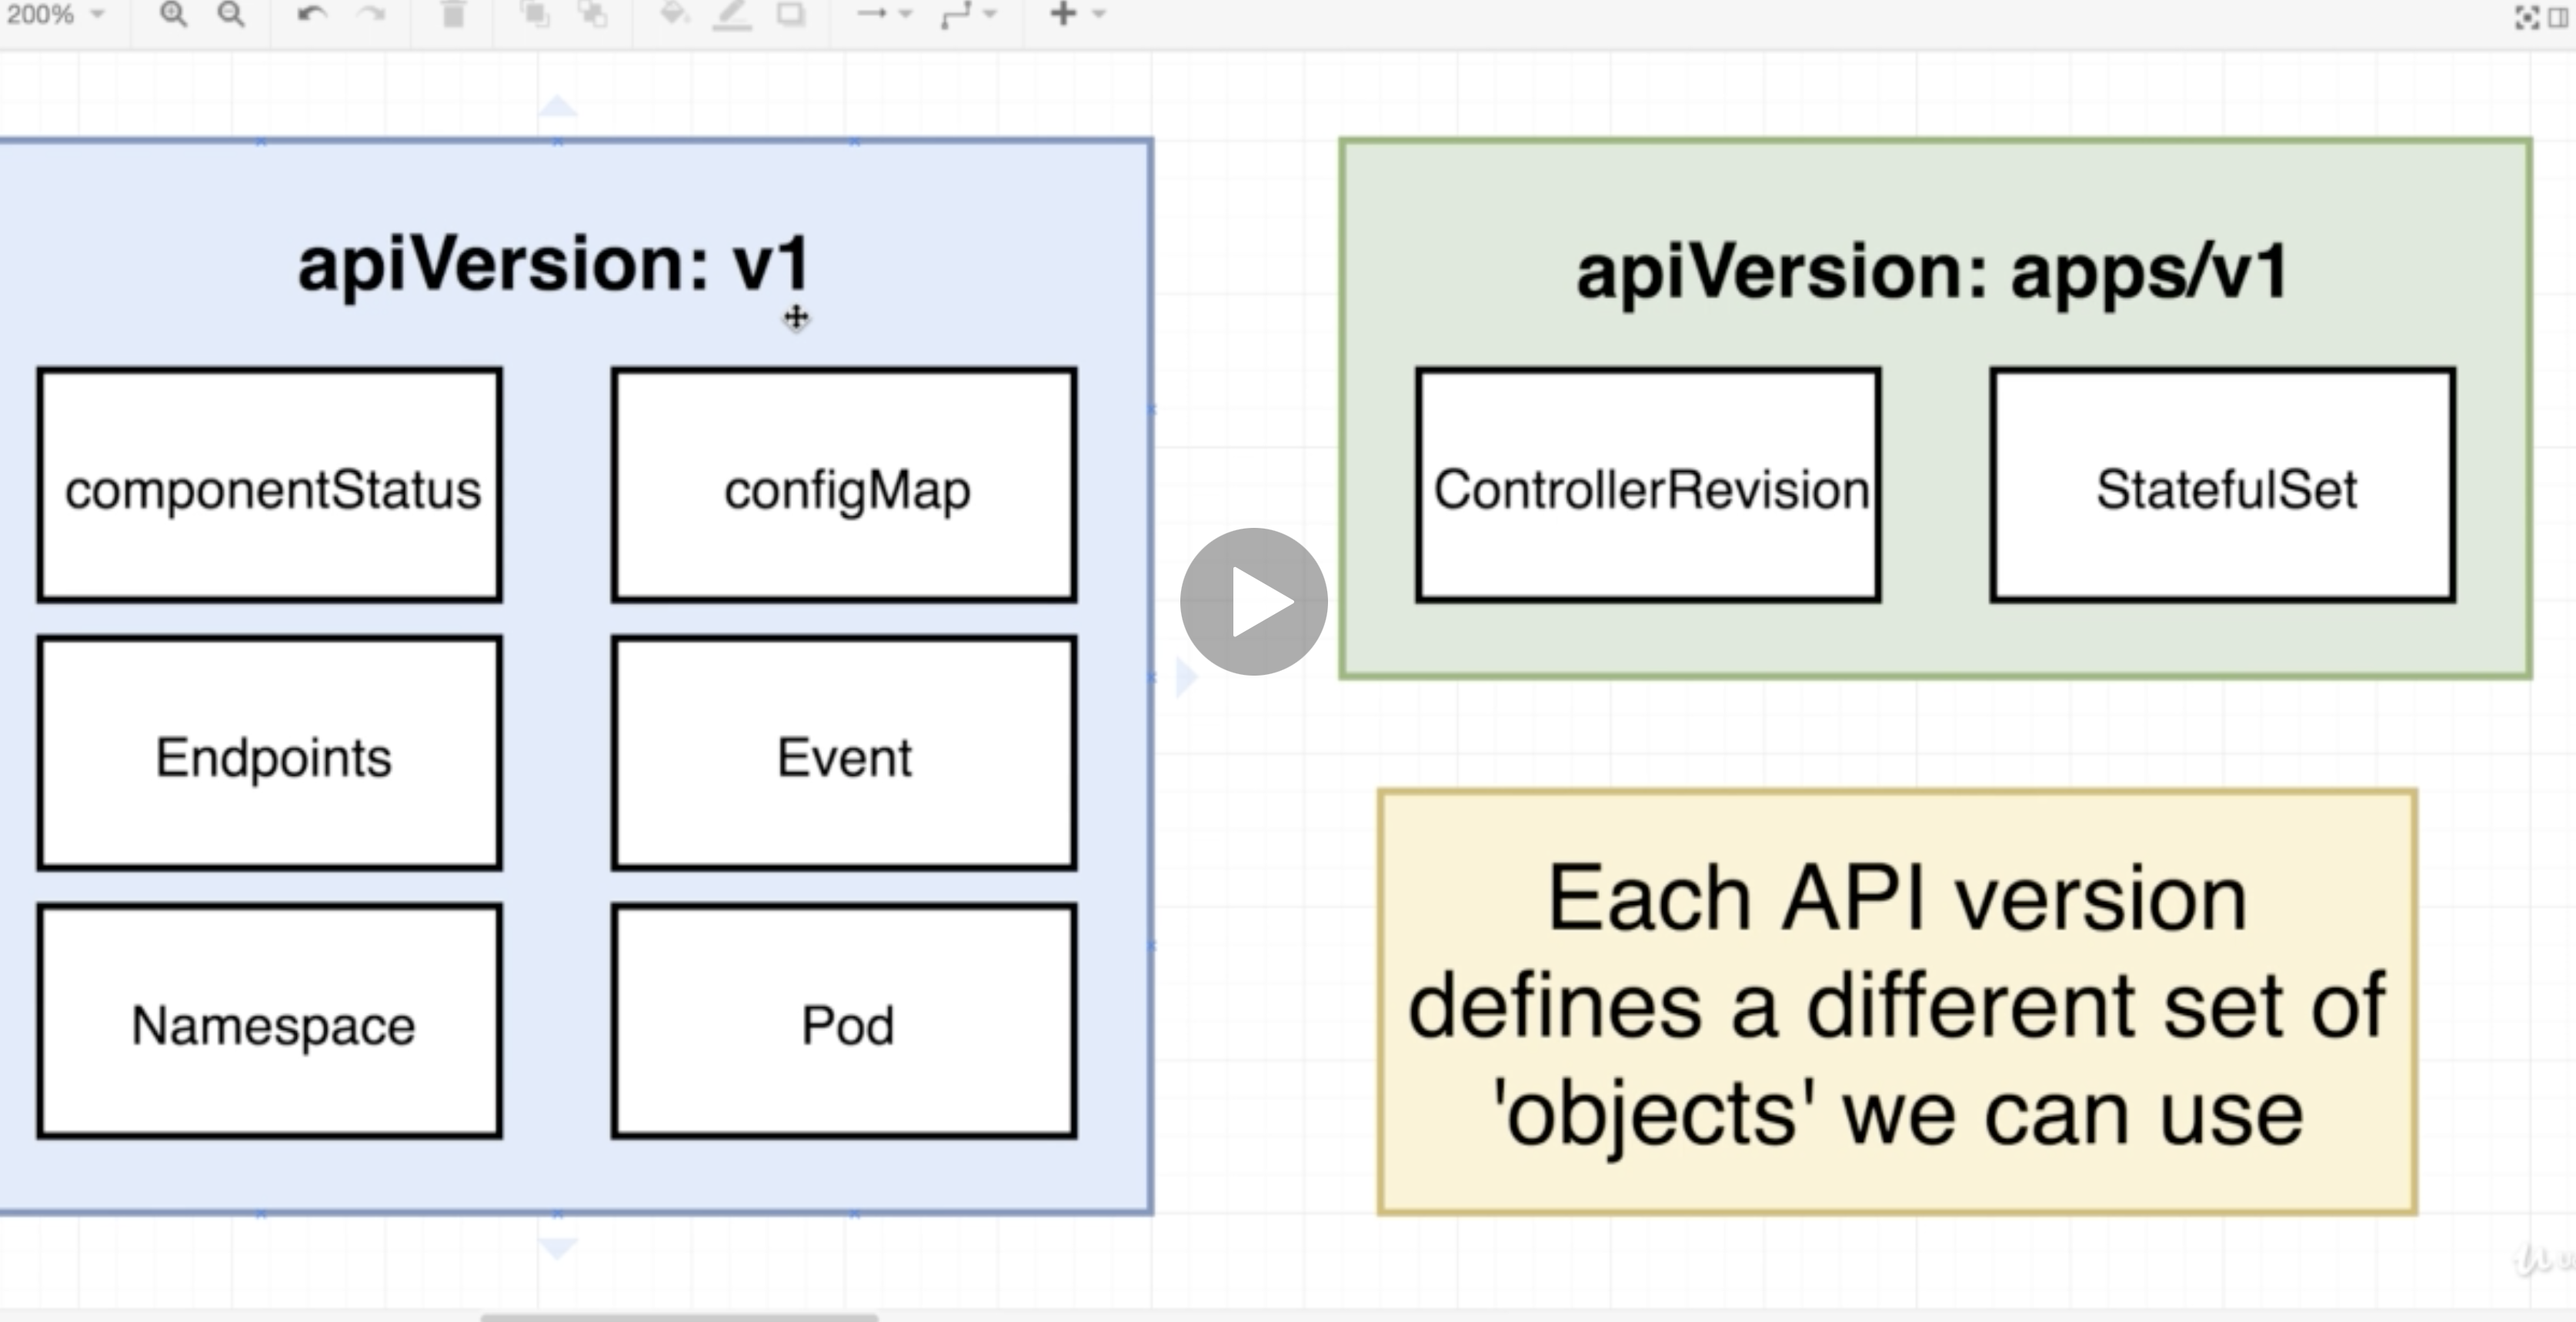 200%
apiVersion: v1
componentStatus
configMap
Endpoints
Event
Namespace
Pod
apiVersion: apps/v1
ControllerRevision
StatefulSet
Each API version
defines a different set of
'objects' we can use